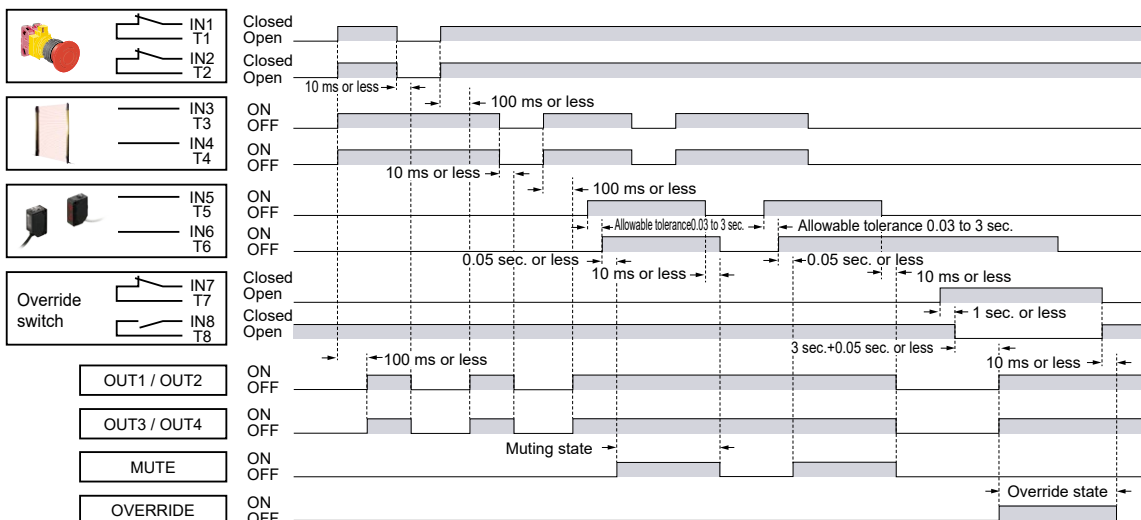 IN1
T1
Closed
Open
IN2
T2
Closed
Open
10 ms or less
100 ms or less
IN3
T3
ON
OFF
IN4
T4
ON
OFF
10 ms or less
100 ms or less
IN5
T5
ON
OFF
Allowable tolerance0.03 to 3 sec.
Allowable tolerance 0.03 to 3 sec.
IN6
T6
ON
OFF
0.05 sec. or less
0.05 sec. or less
10 ms or less
10 ms or less
Override
switch
IN7
T7
Closed
Open
1 sec. or less
IN8
T8
Closed
Open
3 sec.+0.05 sec. or less
10 ms or less
100 ms or less
OUT1 / OUT2
ON
OFF
OUT3 / OUT4
ON
OFF
Muting state
MUTE
ON
OFF
Override state
OVERRIDE
ON
OFF